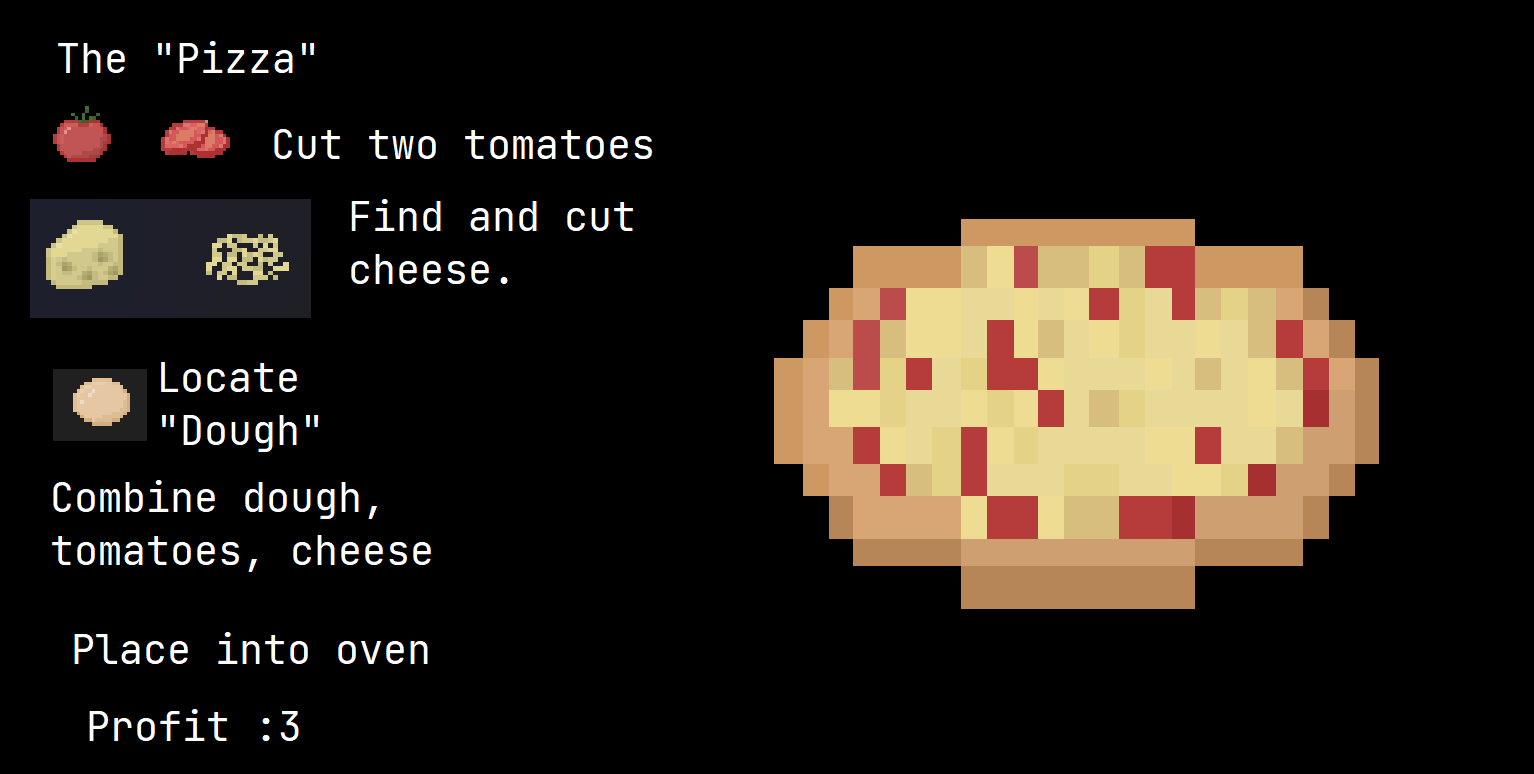 The "Pizza"
Cut two tomatoes
Find and cut
cheese.
Locate
"Dough"
Combine dough,
tomatoes, cheese
Place into oven
Profit :3